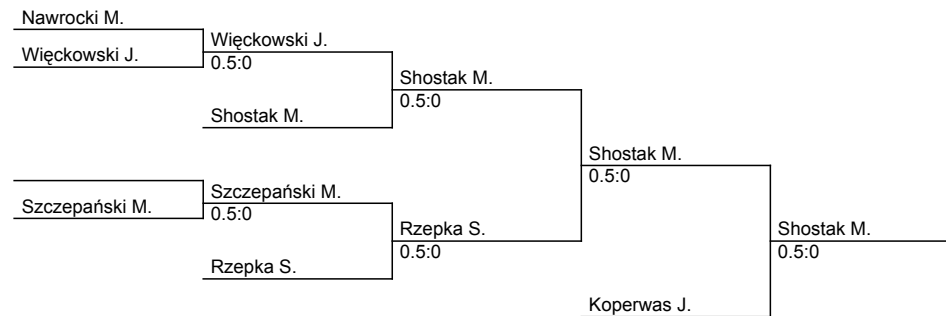 Nawrocki M.
Więckowski J.
Więckowski J.
0.5:0
Shostak M.
Shostak M.
0.5:0
Szczepański M.
Szczepański M.
0.5:0
Rzepka S.
Rzepka S.
0.5:0
Shostak M.
0.5:0
Koperwas J.
Shostak M.
0.5:0